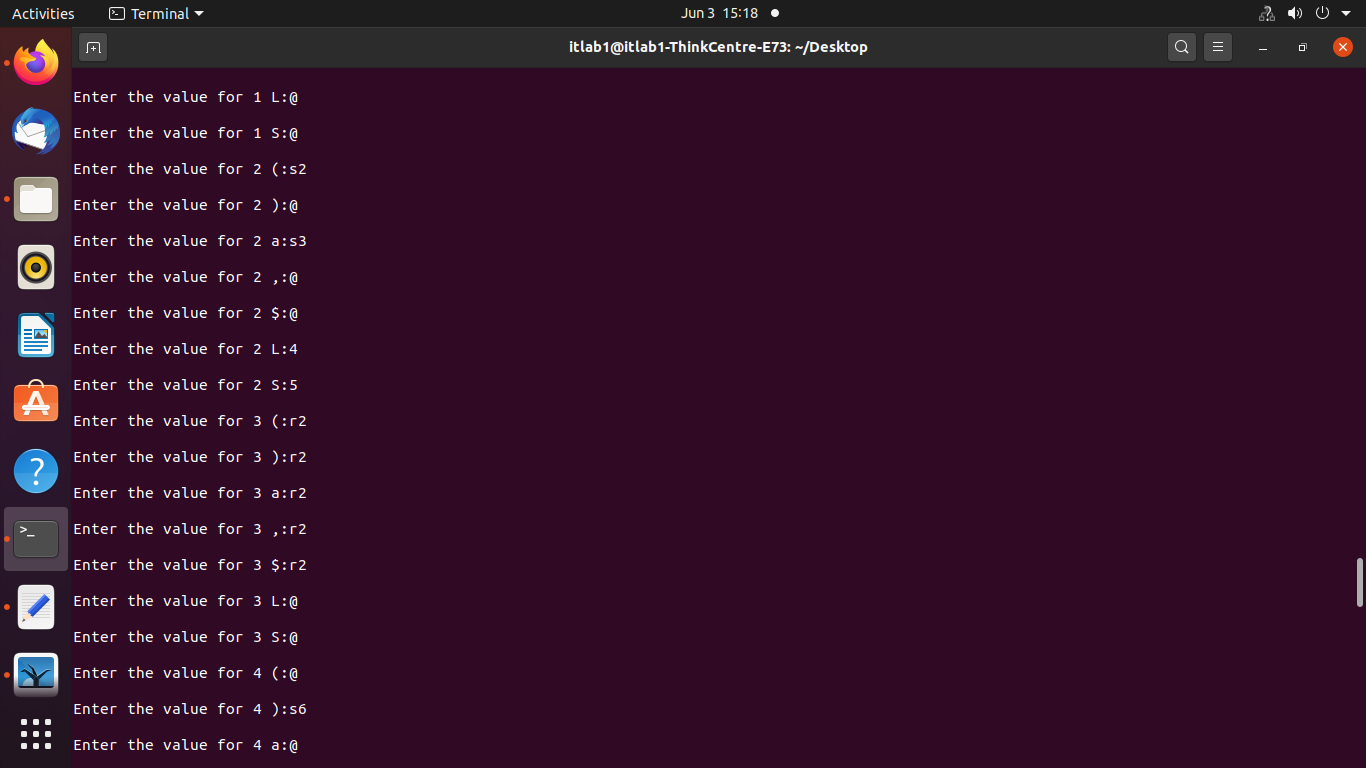 Activities Terminal Jun 3 15:18
itlab1@itlab1-ThinkCentre-E73: ~/Desktop
Enter the value for 1 L:@
Enter the value for 1 S:@
Enter the value for 2 (:s2
Enter the value for 2 ):@
Enter the value for 2 a:s3
Enter the value for 2 ,:@
Enter the value for 2 $:@
Enter the value for 2 L:4
Enter the value for 2 S:5
Enter the value for 3 (:r2
Enter the value for 3 ):r2
Enter the value for 3 a:r2
Enter the value for 3 ,:r2
Enter the value for 3 $:r2
Enter the value for 3 L:@
Enter the value for 3 S:@
Enter the value for 4 (:@
Enter the value for 4 ):s6
Enter the value for 4 a:@